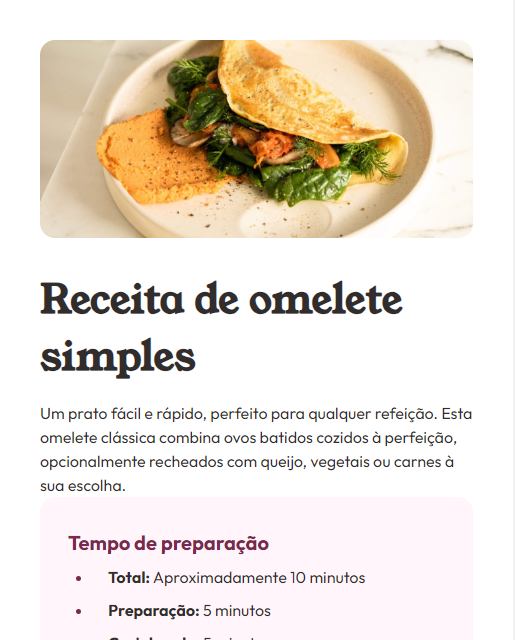 Receita de omelete
simples
Um prato fácil e rápido, perfeito para qualquer refeição. Esta
omelete clássica combina ovos batidos cozidos à perfeição,
opcionalmente recheados com queijo, vegetais ou carnes à
sua escolha.
Tempo de preparação
Total: Aproximadamente 10 minutos
Preparação: 5 minutos